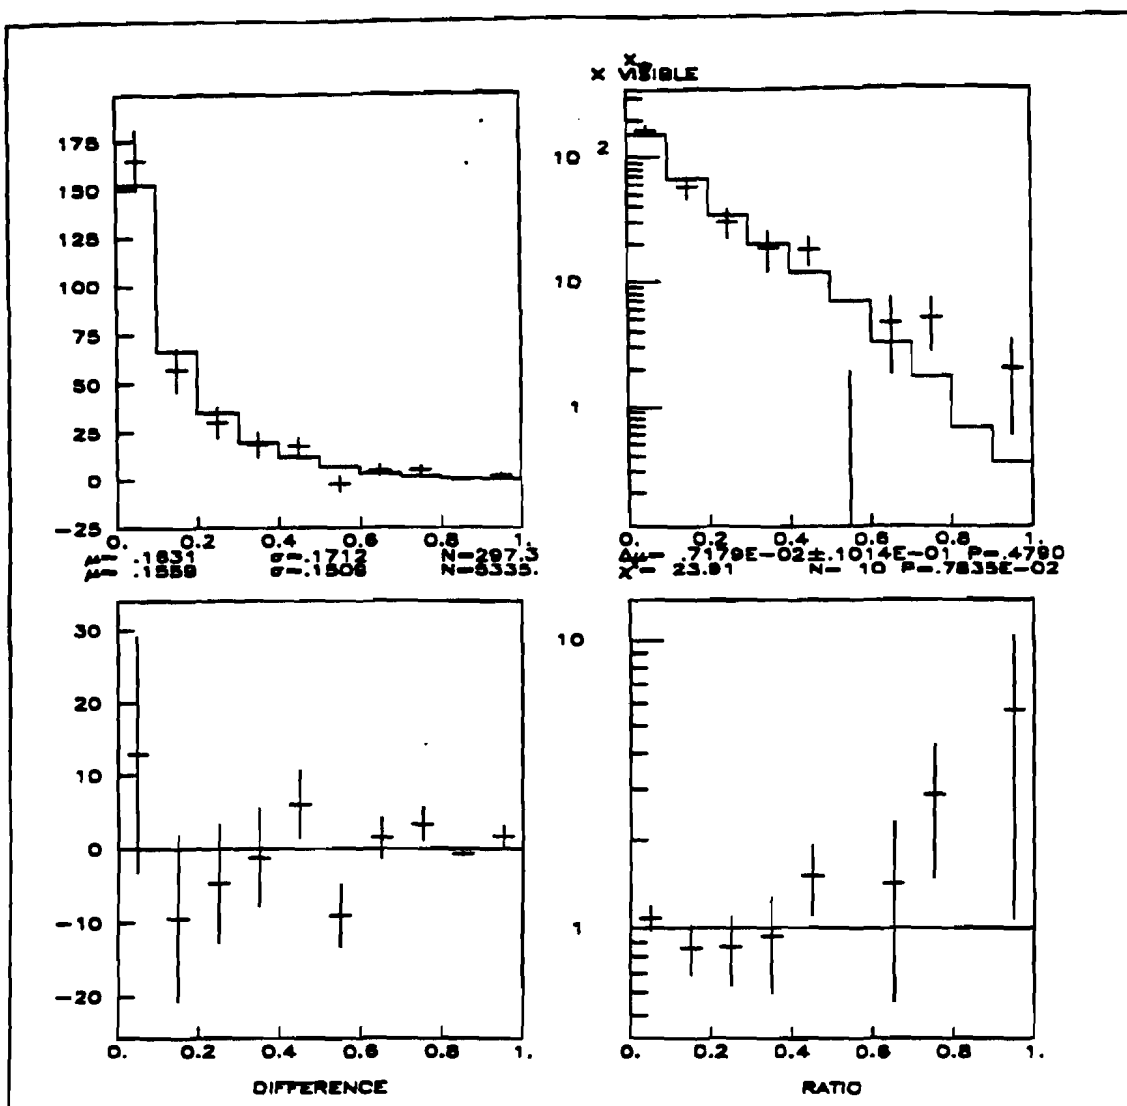 X
X VISIBLE
175
150
125
100
75
50
25
0
-25
0. 0.2 0.4 0.6 0.8 1.
μ= .1631 σ=.1712 N=297.3
μ= .1559 σ=.1506 N=5335.
10 2
10
1
0. 0.2 0.4 0.6 0.8 1.
Δμ= .7179E-02±.1014E-01 P=.4790
X²= 23.91 N= 10 P=.7835E-02
30
20
10
0
-10
-20
0. 0.2 0.4 0.6 0.8 1.
DIFFERENCE
10
1
0. 0.2 0.4 0.6 0.8 1.
RATIO